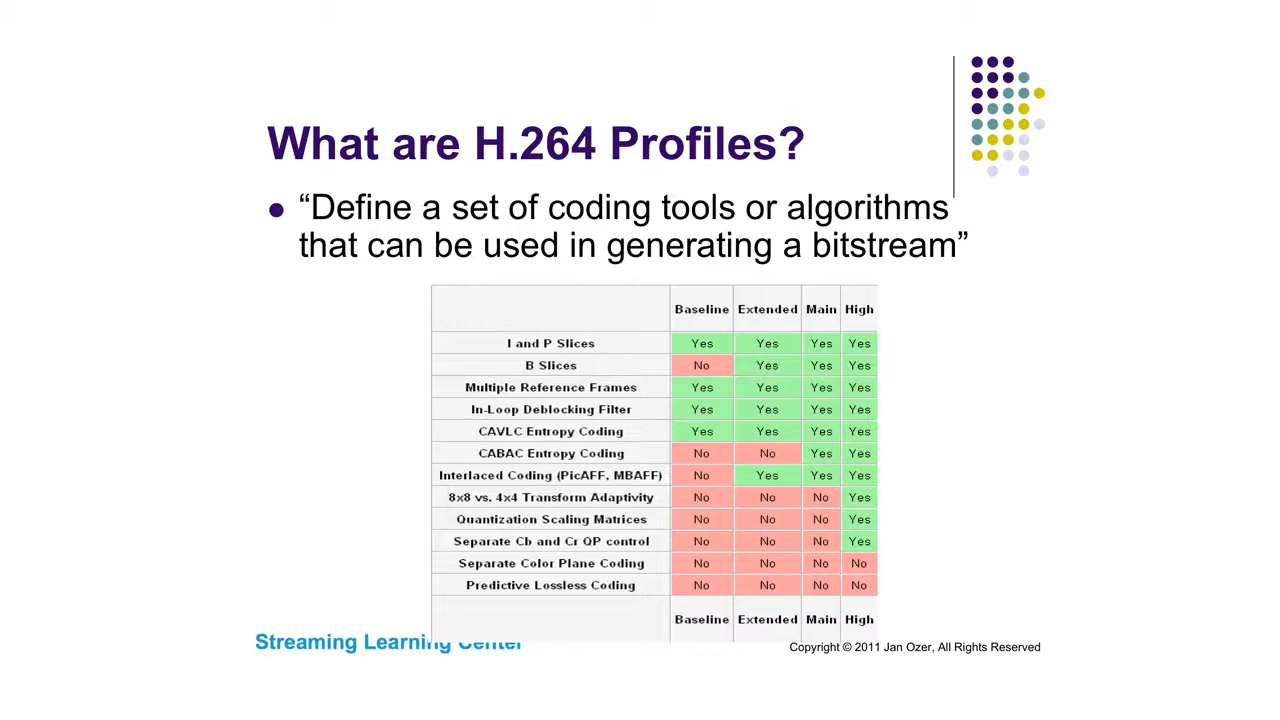 What are H.264 Profiles?
“Define a set of coding tools or algorithms
that can be used in generating a bitstream”
Baseline Extended Main High
I and P Slices Yes Yes Yes Yes
B Slices No Yes Yes Yes
Multiple Reference Frames Yes Yes Yes Yes
In-Loop Deblocking Filter Yes Yes Yes Yes
CAVLC Entropy Coding Yes Yes Yes Yes
CABAC Entropy Coding No No Yes Yes
Interlaced Coding (PicAFF, MBAFF) No Yes Yes Yes
8x8 vs. 4x4 Transform Adaptivity No No No Yes
Quantization Scaling Matrices No No No Yes
Separate Cb and Cr QP control No No No Yes
Separate Color Plane Coding No No No No
Predictive Lossless Coding No No No No
Baseline Extended Main High
Streaming Learning Center
Copyright © 2011 Jan Ozer, All Rights Reserved